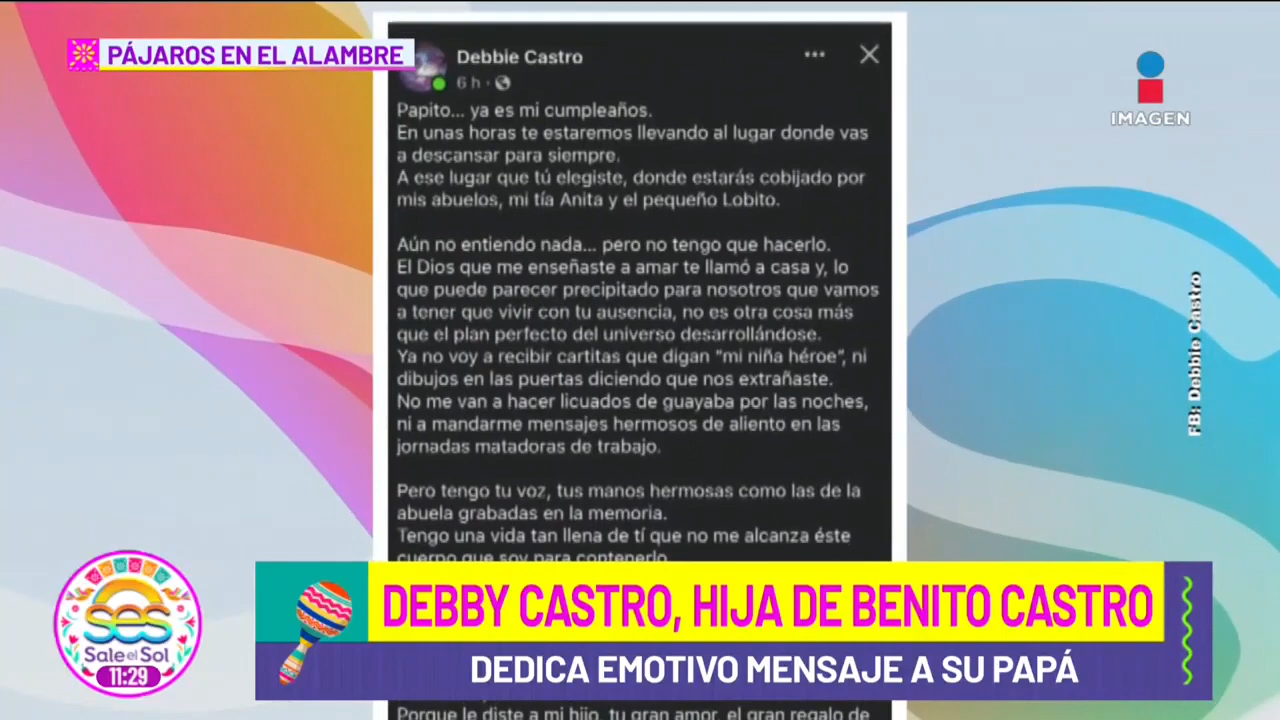 PÁJAROS EN EL ALAMBRE
IMAGEN
Debbie Castro
6 h
Papito... ya es mi cumpleaños.
En unas horas te estaremos llevando al lugar donde vas
a descansar para siempre.
A ese lugar que tú elegiste, donde estarás cobijado por
mis abuelos, mi tía Anita y el pequeño Lobito.
Aún no entiendo nada... pero no tengo que hacerlo.
El Dios que me enseñaste a amar te llamó a casa y, lo
que puede parecer precipitado para nosotros que vamos
a tener que vivir con tu ausencia, no es otra cosa más
que el plan perfecto del universo desarrollándose.
Ya no voy a recibir cartitas que digan "mi niña héroe", ni
dibujos en las puertas diciendo que nos extrañaste.
No me van a hacer licuados de guayaba por las noches,
ni a mandarme mensajes hermosos de aliento en las
jornadas matadoras de trabajo.
Pero tengo tu voz, tus manos hermosas como las de la
abuela grabadas en la memoria.
Tengo una vida tan llena de tí que no me alcanza éste
cuerpo que soy para contenerlo
FB: Debbie Castro
DEBBY CASTRO, HIJA DE BENITO CASTRO
DEDICA EMOTIVO MENSAJE A SU PAPÁ
ses
Sale el Sol
11:29
Porque le diste a mi hijo, tu gran amor, el gran regalo de